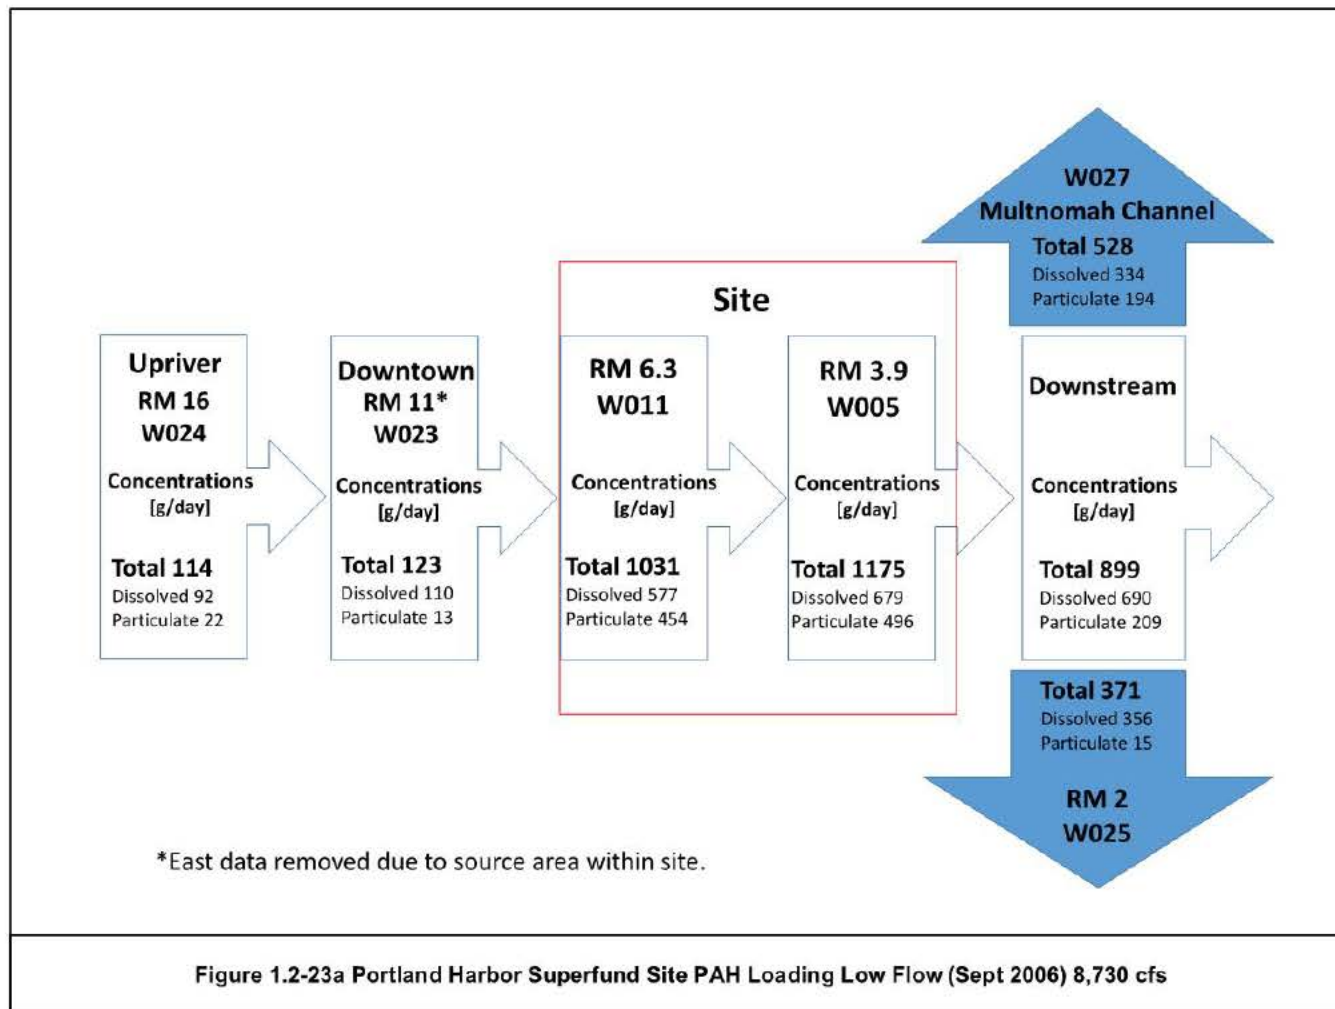 Upriver
RM 16
W024
Concentrations
[g/day]
Total 114
Dissolved 92
Particulate 22
Downtown
RM 11*
W023
Concentrations
[g/day]
Total 123
Dissolved 110
Particulate 13
Site
RM 6.3
W011
Concentrations
[g/day]
Total 1031
Dissolved 577
Particulate 454
RM 3.9
W005
Concentrations
[g/day]
Total 1175
Dissolved 679
Particulate 496
W027
Multnomah Channel
Total 528
Dissolved 334
Particulate 194
Downstream
Concentrations
[g/day]
Total 899
Dissolved 690
Particulate 209
Total 371
Dissolved 356
Particulate 15
RM 2
W025
*East data removed due to source area within site.
Figure 1.2-23a Portland Harbor Superfund Site PAH Loading Low Flow (Sept 2006) 8,730 cfs